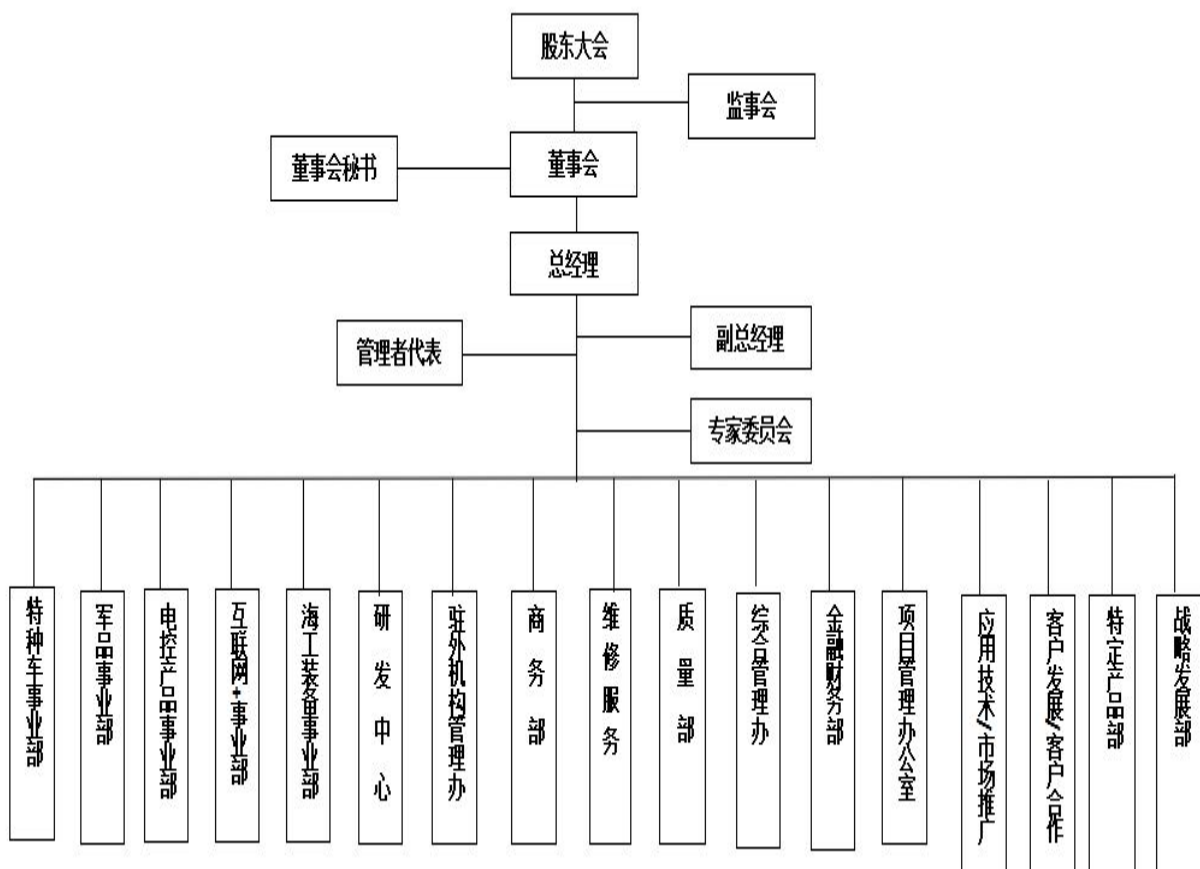 股东大会
监事会
董事会秘书
董事会
总经理
管理者代表
副总经理
专家委员会
特种车事业部
军品事业部
电控产品事业部
互联网+事业部
海工装备事业部
研发中心
驻外机构管理办
商务部
维修服务
质量部
综合管理办
金融财务部
项目管理办公室
应用技术/市场推广
客户发展/客户合作
特定产品部
战略发展部